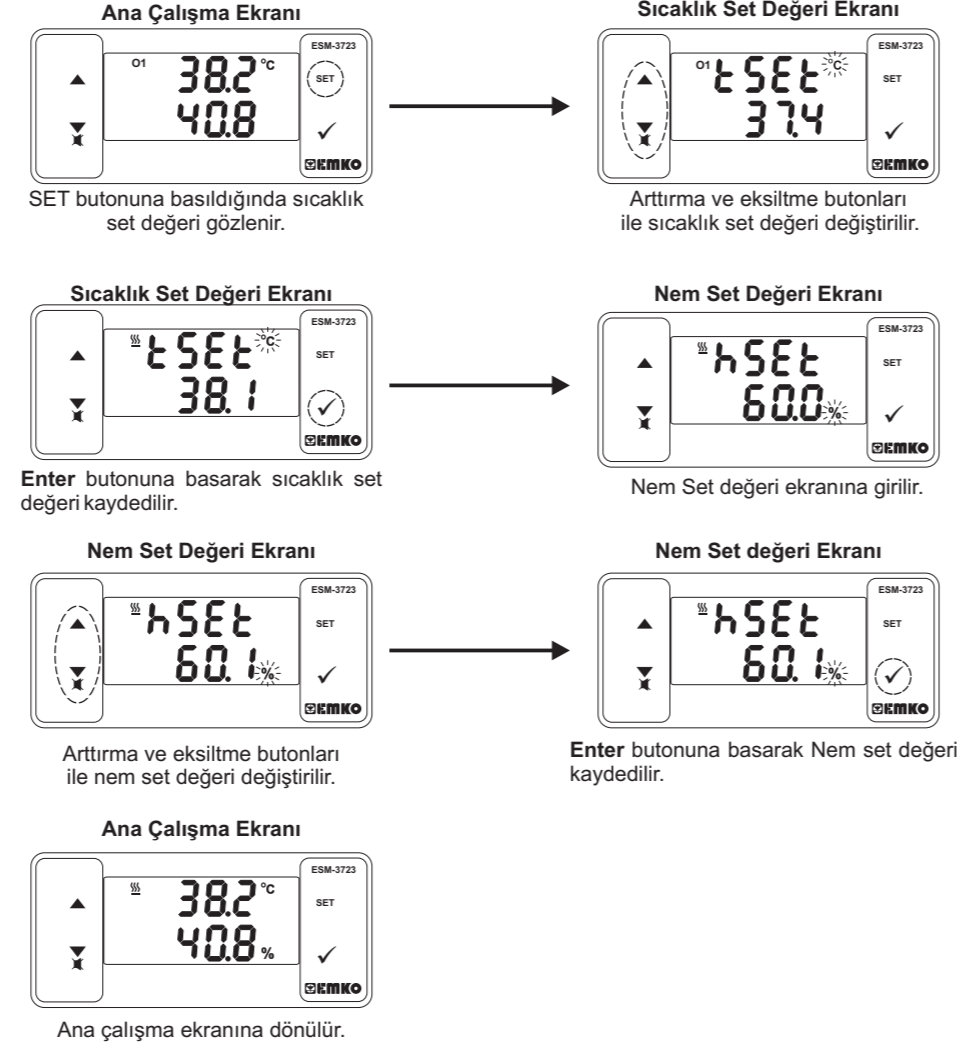 Ana Çalışma Ekranı
ESM-3723
O1
38.2 °C
SET
40.8
EMKO
SET butonuna basıldığında sıcaklık
set değeri gözlenir.
Sıcaklık Set Değeri Ekranı
ESM-3723
O1
tSEt °C
SET
37.4
EMKO
Arttırma ve eksiltme butonları
ile sıcaklık set değeri değiştirilir.
Sıcaklık Set Değeri Ekranı
ESM-3723
tSEt °C
SET
38.1
EMKO
Enter butonuna basarak sıcaklık set
değeri kaydedilir.
Nem Set Değeri Ekranı
ESM-3723
hSEt
SET
60.0 %
EMKO
Nem Set değeri ekranına girilir.
Nem Set Değeri Ekranı
ESM-3723
hSEt
SET
60.1 %
EMKO
Arttırma ve eksiltme butonları
ile nem set değeri değiştirilir.
Nem Set değeri Ekranı
ESM-3723
hSEt
SET
60.1 %
EMKO
Enter butonuna basarak Nem set değeri
kaydedilir.
Ana Çalışma Ekranı
ESM-3723
38.2 °C
SET
40.8 %
EMKO
Ana çalışma ekranına dönülür.